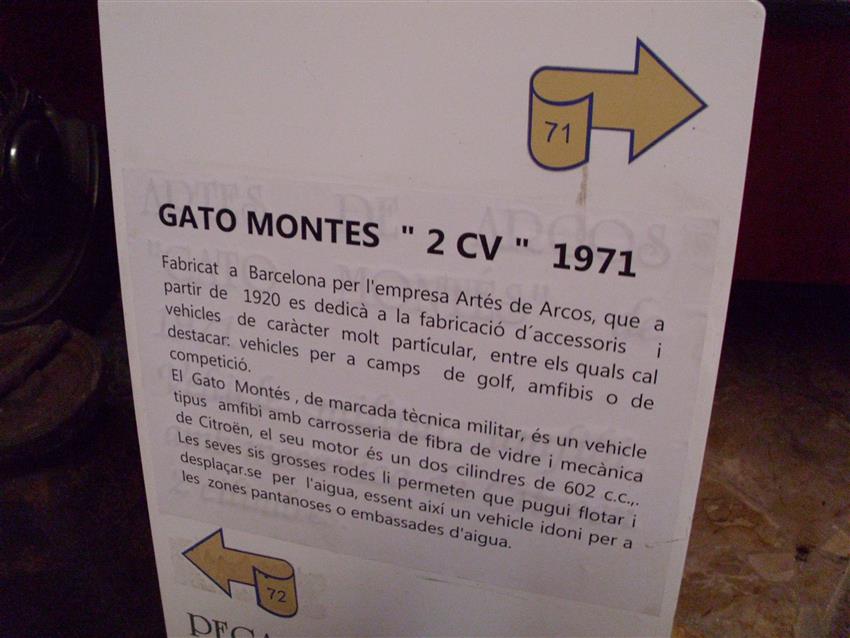 71
GATO MONTES " 2 CV " 1971
Fabricat a Barcelona per l'empresa Artés de Arcos, que a
partir de 1920 es dedicà a la fabricació d´accessoris i
vehicles de caràcter molt partícular, entre els quals cal
destacar: vehicles per a camps de golf, amfibis o de
competició.
El Gato Montés , de marcada tècnica militar, és un vehicle
tipus amfibi amb carrosseria de fibra de vidre i mecànica
de Citroën, el seu motor és un dos cilindres de 602 c.c.,.
Les seves sis grosses rodes li permeten que pugui flotar i
desplaçar.se per l'aigua, essent així un vehicle idoni per a
les zones pantanoses o embassades d'aigua.
72